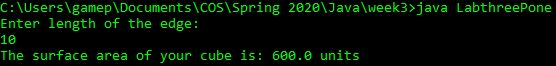 C:\Users\gamep\Documents\COS\Spring 2020\Java\week3>java LabthreePone
Enter length of the edge:
10
The surface area of your cube is: 600.0 units